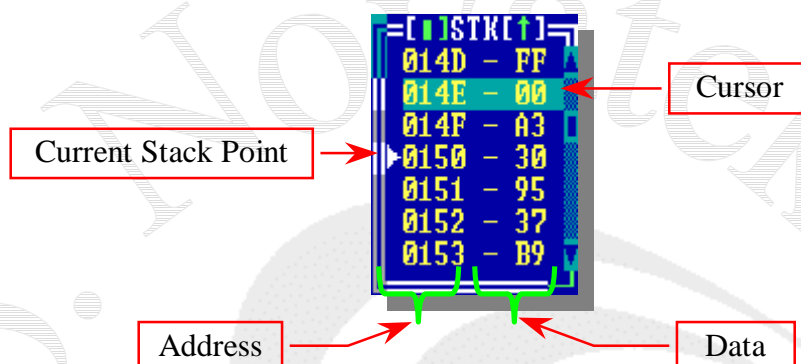 =[▮]STK[↑]=
014D - FF
014E - 00
Cursor
014F - A3
Current Stack Point
0150 - 30
0151 - 95
0152 - 37
0153 - B9
Address
Data